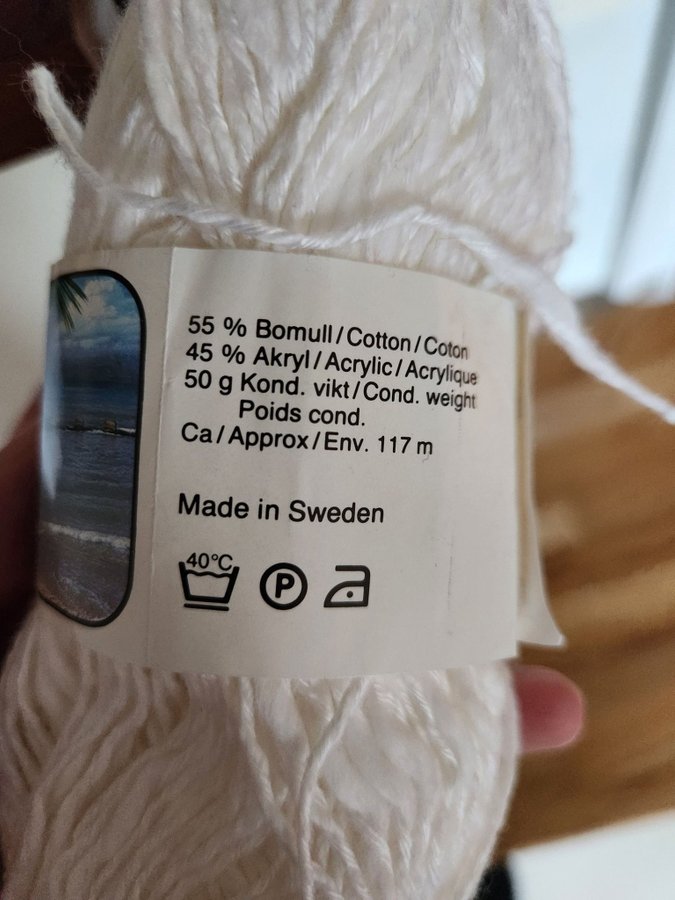 55 % Bomull/Cotton/Coton
45 % Akryl/Acrylic/Acrylique
50 g Kond. vikt/Cond. weight
Poids cond.
Ca/Approx/Env. 117 m
Made in Sweden
40°C
P